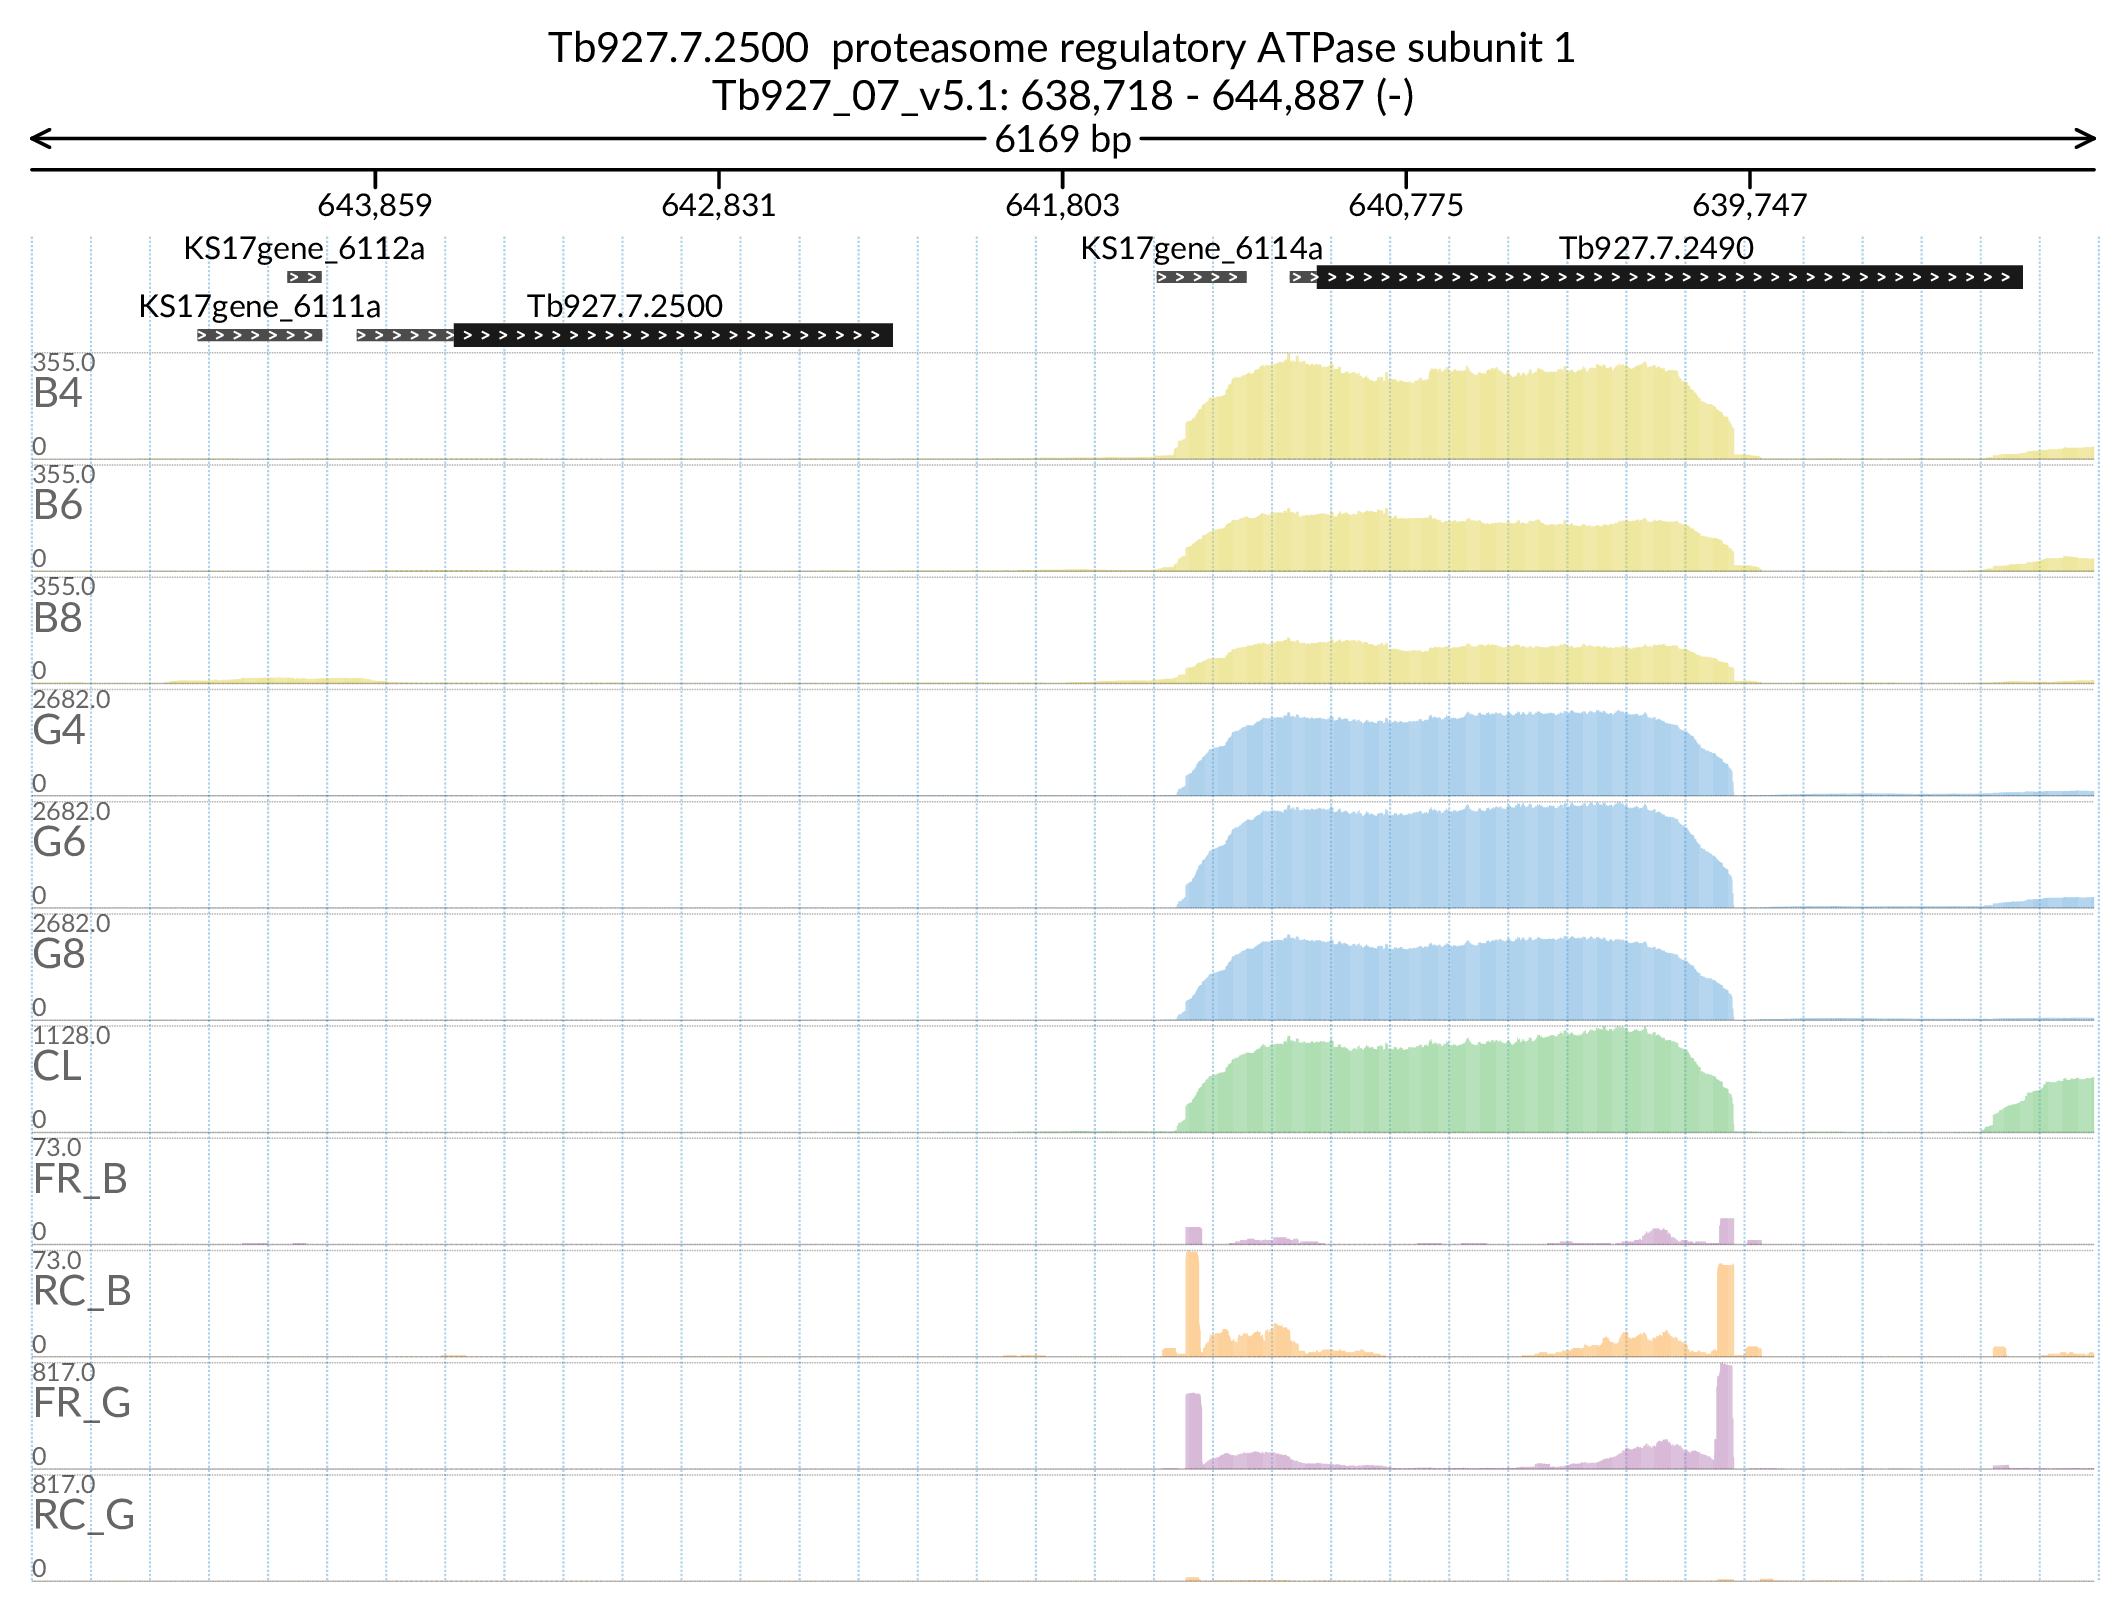 Tb927.7.2500  proteasome regulatory ATPase subunit 1
Tb927_07_v5.1: 638,718 - 644,887 (-)
6169 bp
643,859 642,831 641,803 640,775 639,747
KS17gene_6112a KS17gene_6114a Tb927.7.2490
KS17gene_6111a Tb927.7.2500
355.0
B4
0
355.0
B6
0
355.0
B8
0
2682.0
G4
0
2682.0
G6
0
2682.0
G8
0
1128.0
CL
0
73.0
FR_B
0
73.0
RC_B
0
817.0
FR_G
0
817.0
RC_G
0